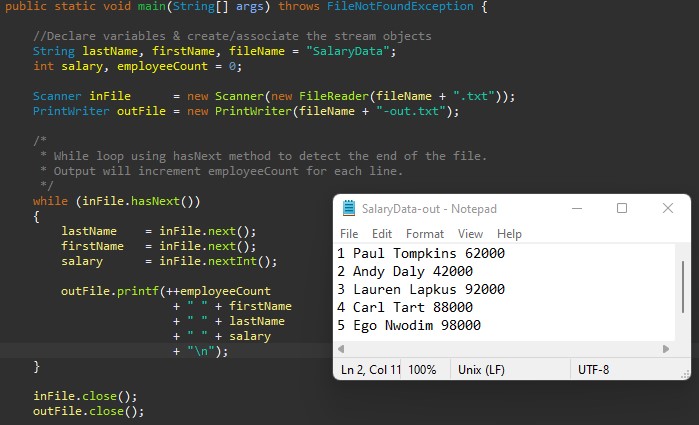 public static void main(String[] args) throws FileNotFoundException {
//Declare variables & create/associate the stream objects
String lastName, firstName, fileName = "SalaryData";
int salary, employeeCount = 0;
Scanner inFile = new Scanner(new FileReader(fileName + ".txt"));
PrintWriter outFile = new PrintWriter(fileName + "-out.txt");
/*
* While loop using hasNext method to detect the end of the file.
* Output will increment employeeCount for each line.
*/
while (inFile.hasNext())
{
lastName = inFile.next();
firstName = inFile.next();
salary = inFile.nextInt();
outFile.printf(++employeeCount
+ " " + firstName
+ " " + lastName
+ " " + salary
+ "\n");
}
inFile.close();
outFile.close();
SalaryData-out - Notepad
File Edit Format View Help
1 Paul Tompkins 62000
2 Andy Daly 42000
3 Lauren Lapkus 92000
4 Carl Tart 88000
5 Ego Nwodim 98000
Ln 2, Col 11 100% Unix (LF) UTF-8